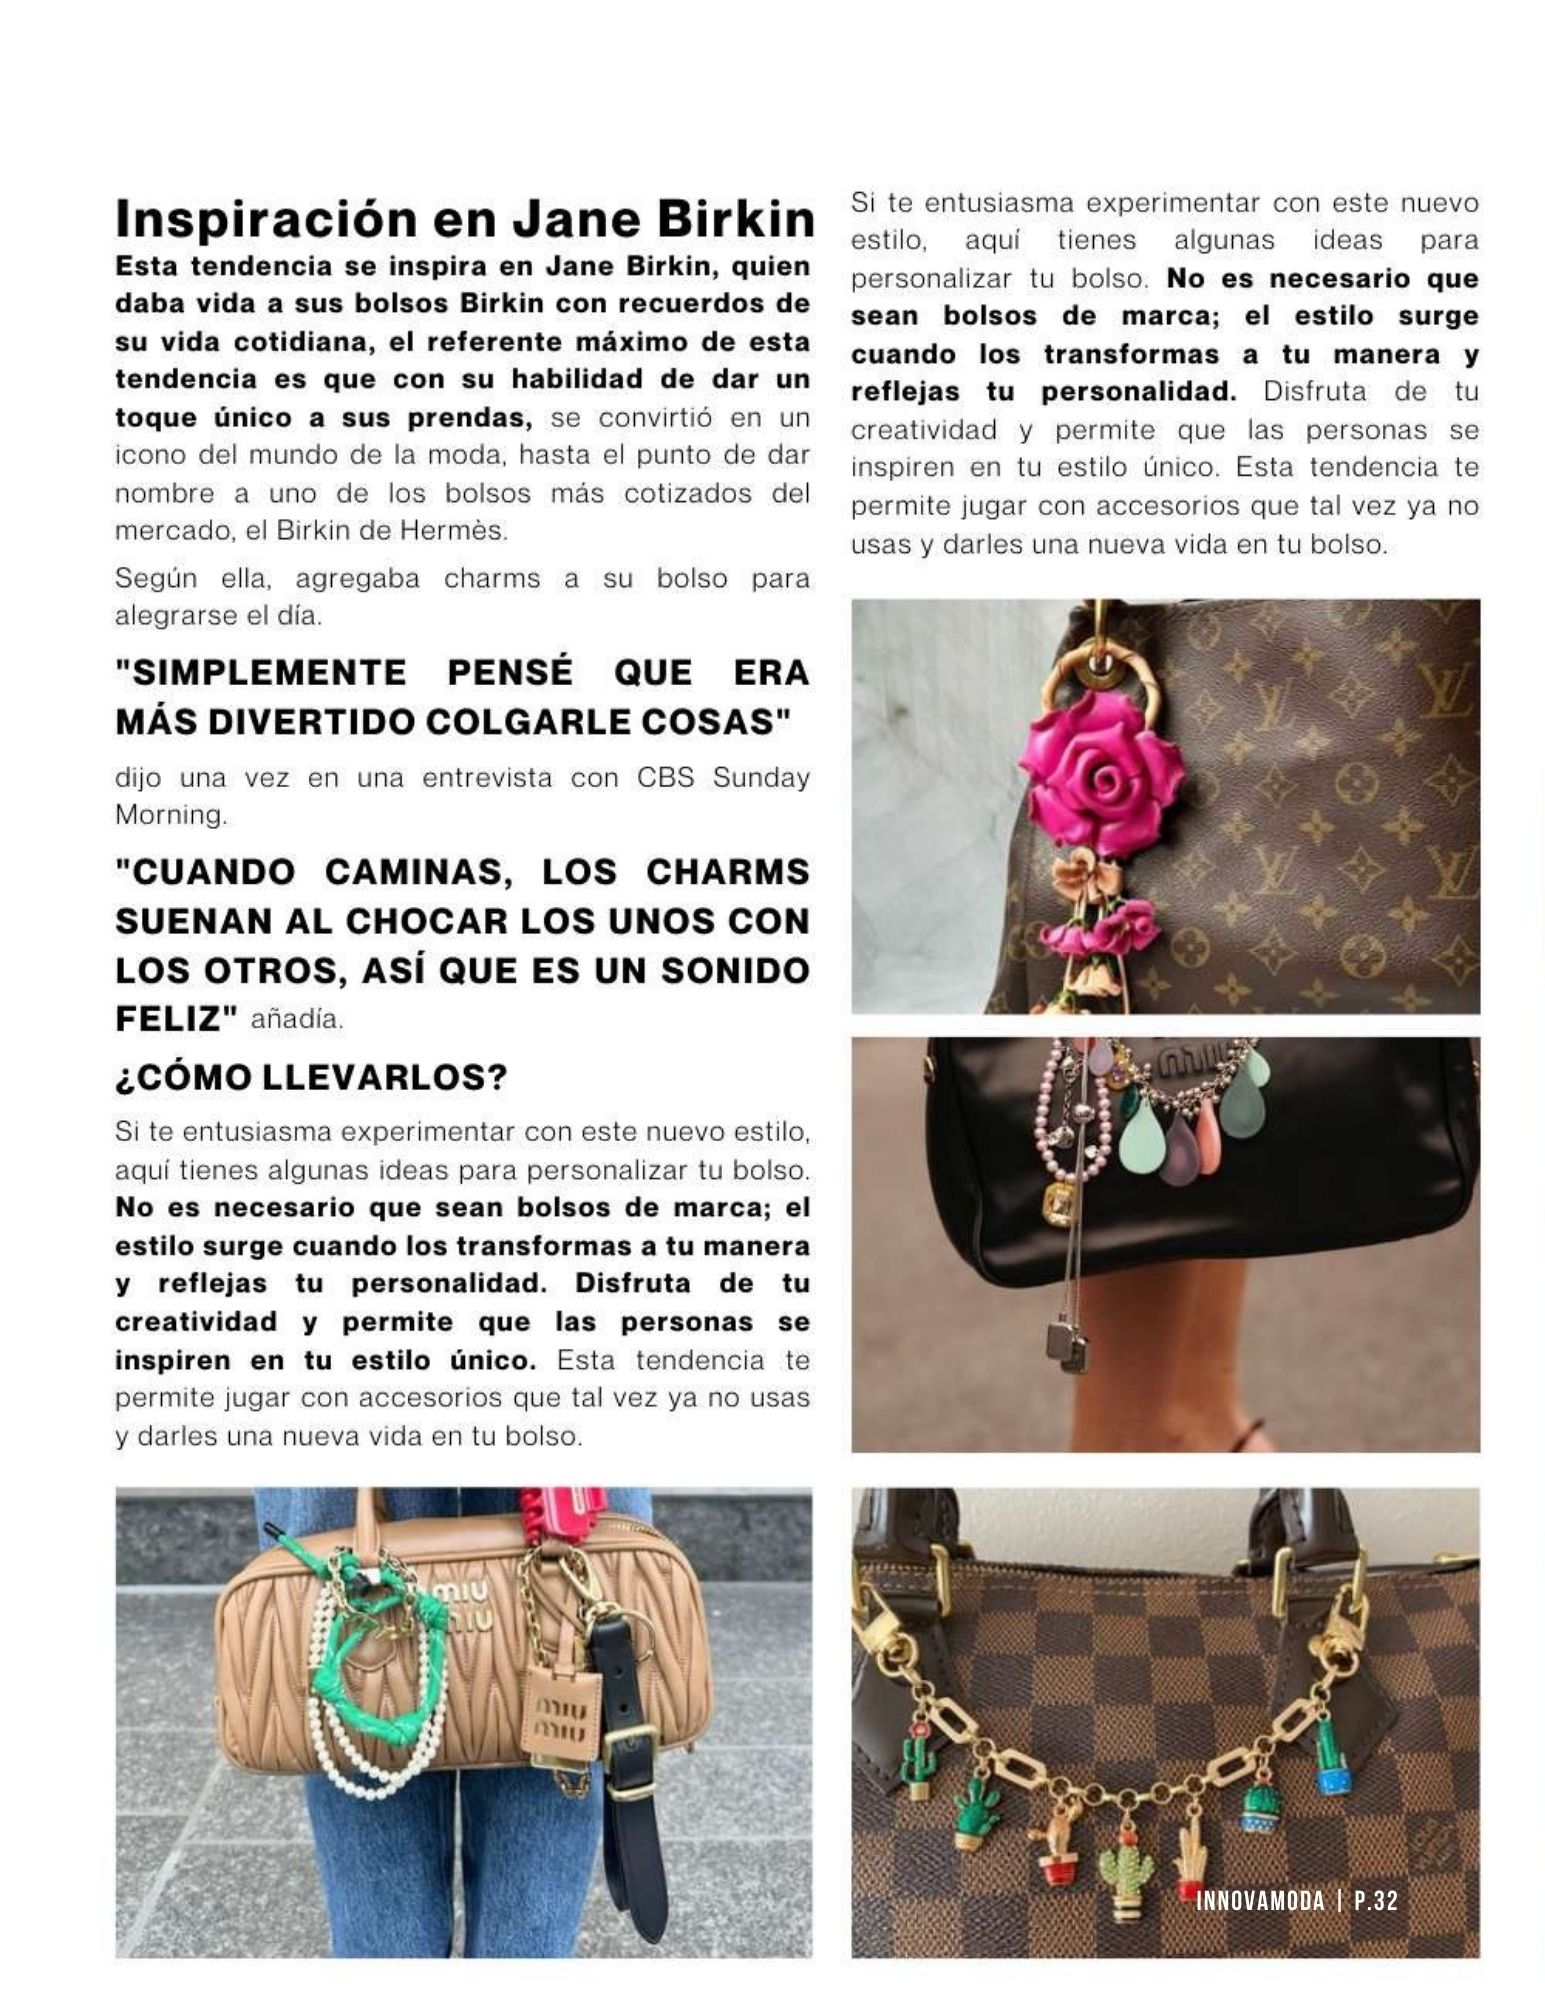 Inspiración en Jane Birkin
Esta tendencia se inspira en Jane Birkin, quien
daba vida a sus bolsos Birkin con recuerdos de
su vida cotidiana, el referente máximo de esta
tendencia es que con su habilidad de dar un
toque único a sus prendas, se convirtió en un
icono del mundo de la moda, hasta el punto de dar
nombre a uno de los bolsos más cotizados del
mercado, el Birkin de Hermès.
Según ella, agregaba charms a su bolso para
alegrarse el día.
"SIMPLEMENTE PENSÉ QUE ERA
MÁS DIVERTIDO COLGARLE COSAS"
dijo una vez en una entrevista con CBS Sunday
Morning.
"CUANDO CAMINAS, LOS CHARMS
SUENAN AL CHOCAR LOS UNOS CON
LOS OTROS, ASÍ QUE ES UN SONIDO
FELIZ" añadía.
¿CÓMO LLEVARLOS?
Si te entusiasma experimentar con este nuevo estilo,
aquí tienes algunas ideas para personalizar tu bolso.
No es necesario que sean bolsos de marca; el
estilo surge cuando los transformas a tu manera
y reflejas tu personalidad. Disfruta de tu
creatividad y permite que las personas se
inspiren en tu estilo único. Esta tendencia te
permite jugar con accesorios que tal vez ya no usas
y darles una nueva vida en tu bolso.
Si te entusiasma experimentar con este nuevo
estilo, aquí tienes algunas ideas para
personalizar tu bolso. No es necesario que
sean bolsos de marca; el estilo surge
cuando los transformas a tu manera y
reflejas tu personalidad. Disfruta de tu
creatividad y permite que las personas se
inspiren en tu estilo único. Esta tendencia te
permite jugar con accesorios que tal vez ya no
usas y darles una nueva vida en tu bolso.
LV
LV
LV
LV
miu
miu
miu
miu
miu
INNOVAMODA | P.32